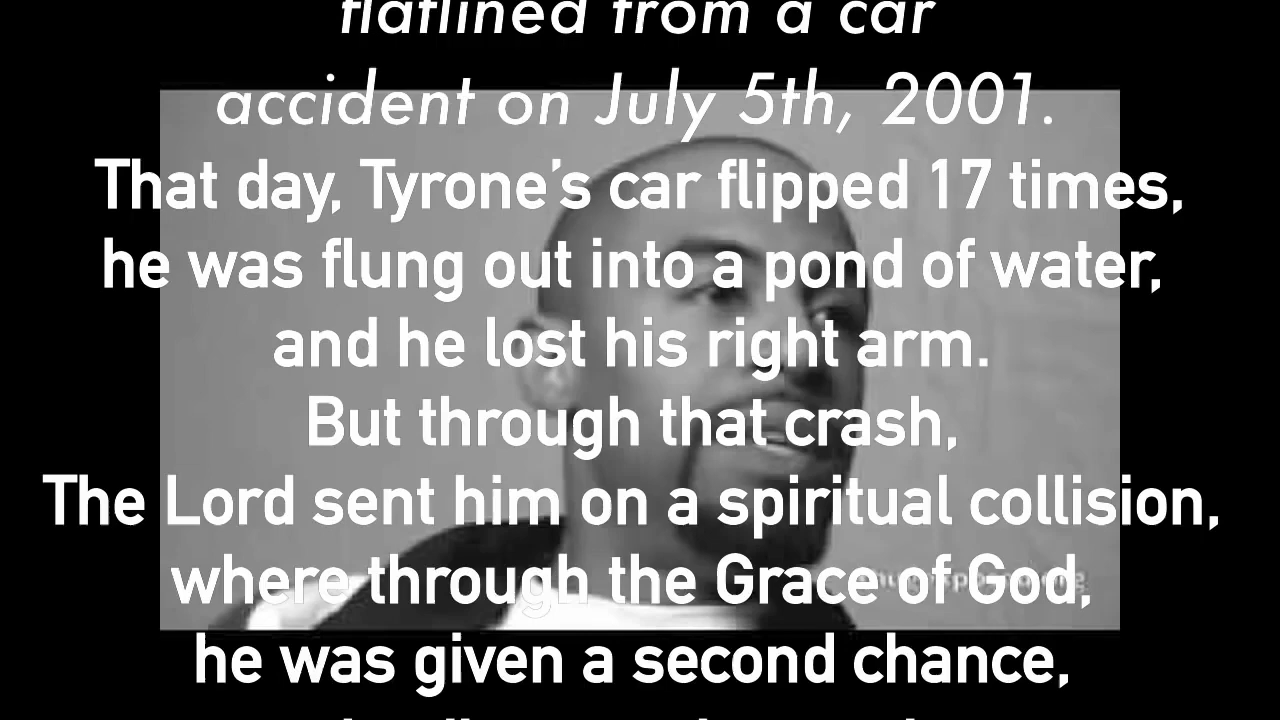 flatlined from a car
accident on July 5th, 2001.
That day, Tyrone's car flipped 17 times,
he was flung out into a pond of water,
and he lost his right arm.
But through that crash,
The Lord sent him on a spiritual collision,
where through the Grace of God,
he was given a second chance,